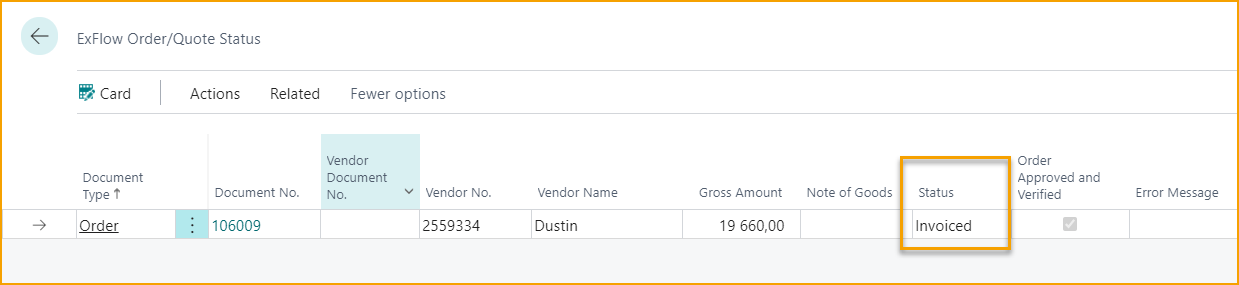 ExFlow Order/Quote Status
Card Actions Related Fewer options
Document Type ↑ Document No. Vendor Document No. Vendor No. Vendor Name Gross Amount Note of Goods Status Order Approved and Verified Error Message
Order 106009 2559334 Dustin 19 660,00 Invoiced